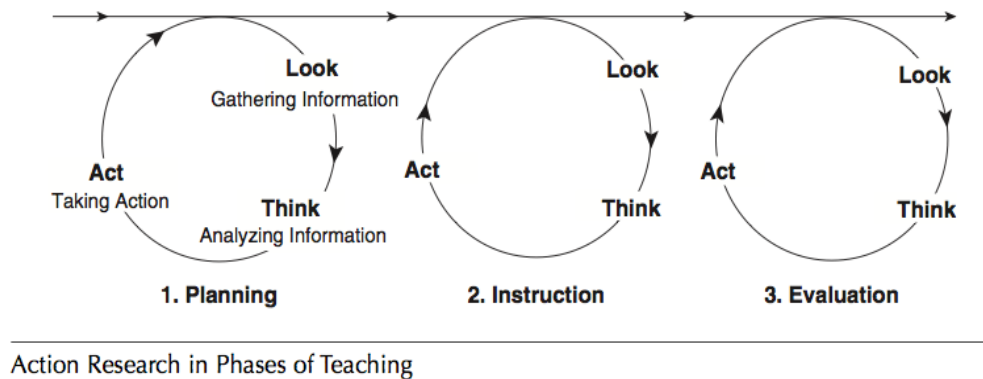 Look
Gathering Information
Act
Taking Action
Think
Analyzing Information
1. Planning
Look
Act
Think
2. Instruction
Look
Act
Think
3. Evaluation
Action Research in Phases of Teaching